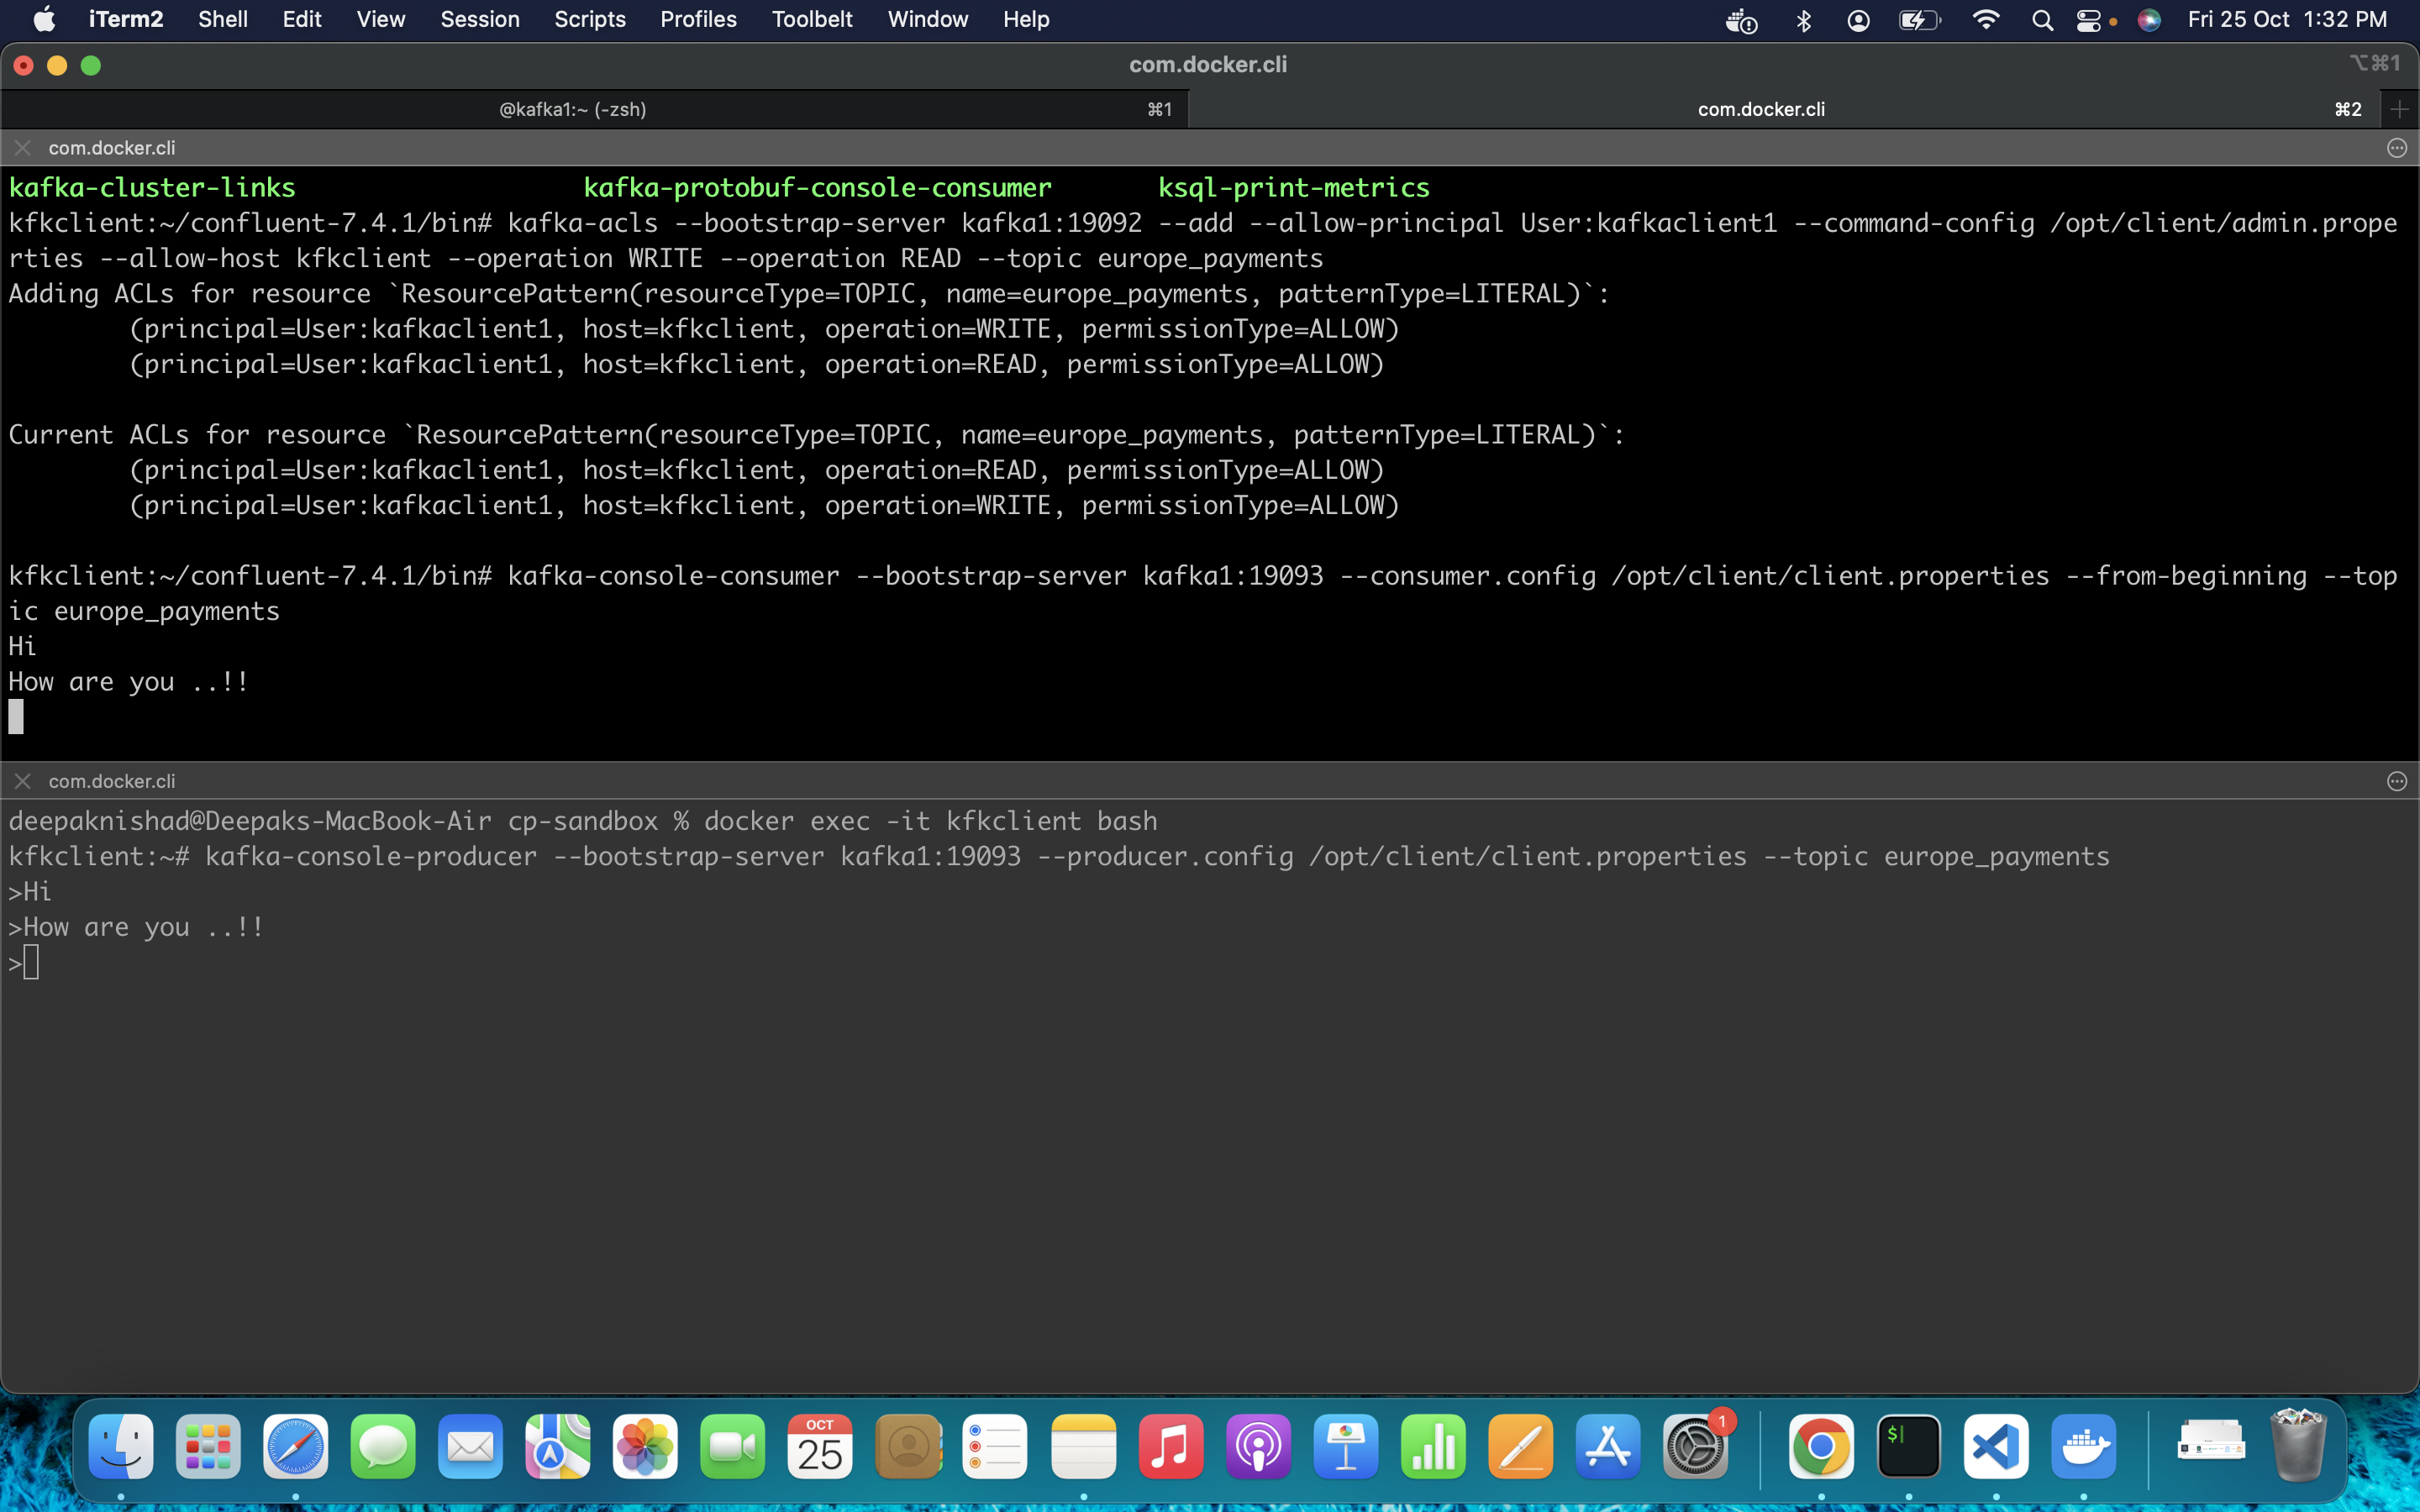 iTerm2 Shell Edit View Session Scripts Profiles Toolbelt Window Help Fri 25 Oct 1:32 PM
com.docker.cli ⌥⌘1
@kafka1:~ (-zsh) ⌘1 com.docker.cli ⌘2
com.docker.cli
kafka-cluster-links kafka-protobuf-console-consumer ksql-print-metrics
kfkclient:~/confluent-7.4.1/bin# kafka-acls --bootstrap-server kafka1:19092 --add --allow-principal User:kafkaclient1 --command-config /opt/client/admin.prope
rties --allow-host kfkclient --operation WRITE --operation READ --topic europe_payments
Adding ACLs for resource `ResourcePattern(resourceType=TOPIC, name=europe_payments, patternType=LITERAL)`:
(principal=User:kafkaclient1, host=kfkclient, operation=WRITE, permissionType=ALLOW)
(principal=User:kafkaclient1, host=kfkclient, operation=READ, permissionType=ALLOW)
Current ACLs for resource `ResourcePattern(resourceType=TOPIC, name=europe_payments, patternType=LITERAL)`:
(principal=User:kafkaclient1, host=kfkclient, operation=READ, permissionType=ALLOW)
(principal=User:kafkaclient1, host=kfkclient, operation=WRITE, permissionType=ALLOW)
kfkclient:~/confluent-7.4.1/bin# kafka-console-consumer --bootstrap-server kafka1:19093 --consumer.config /opt/client/client.properties --from-beginning --top
ic europe_payments
Hi
How are you ..!!
com.docker.cli
deepaknishad@Deepaks-MacBook-Air cp-sandbox % docker exec -it kfkclient bash
kfkclient:~# kafka-console-producer --bootstrap-server kafka1:19093 --producer.config /opt/client/client.properties --topic europe_payments
>Hi
>How are you ..!!
>
OCT
25
1
$